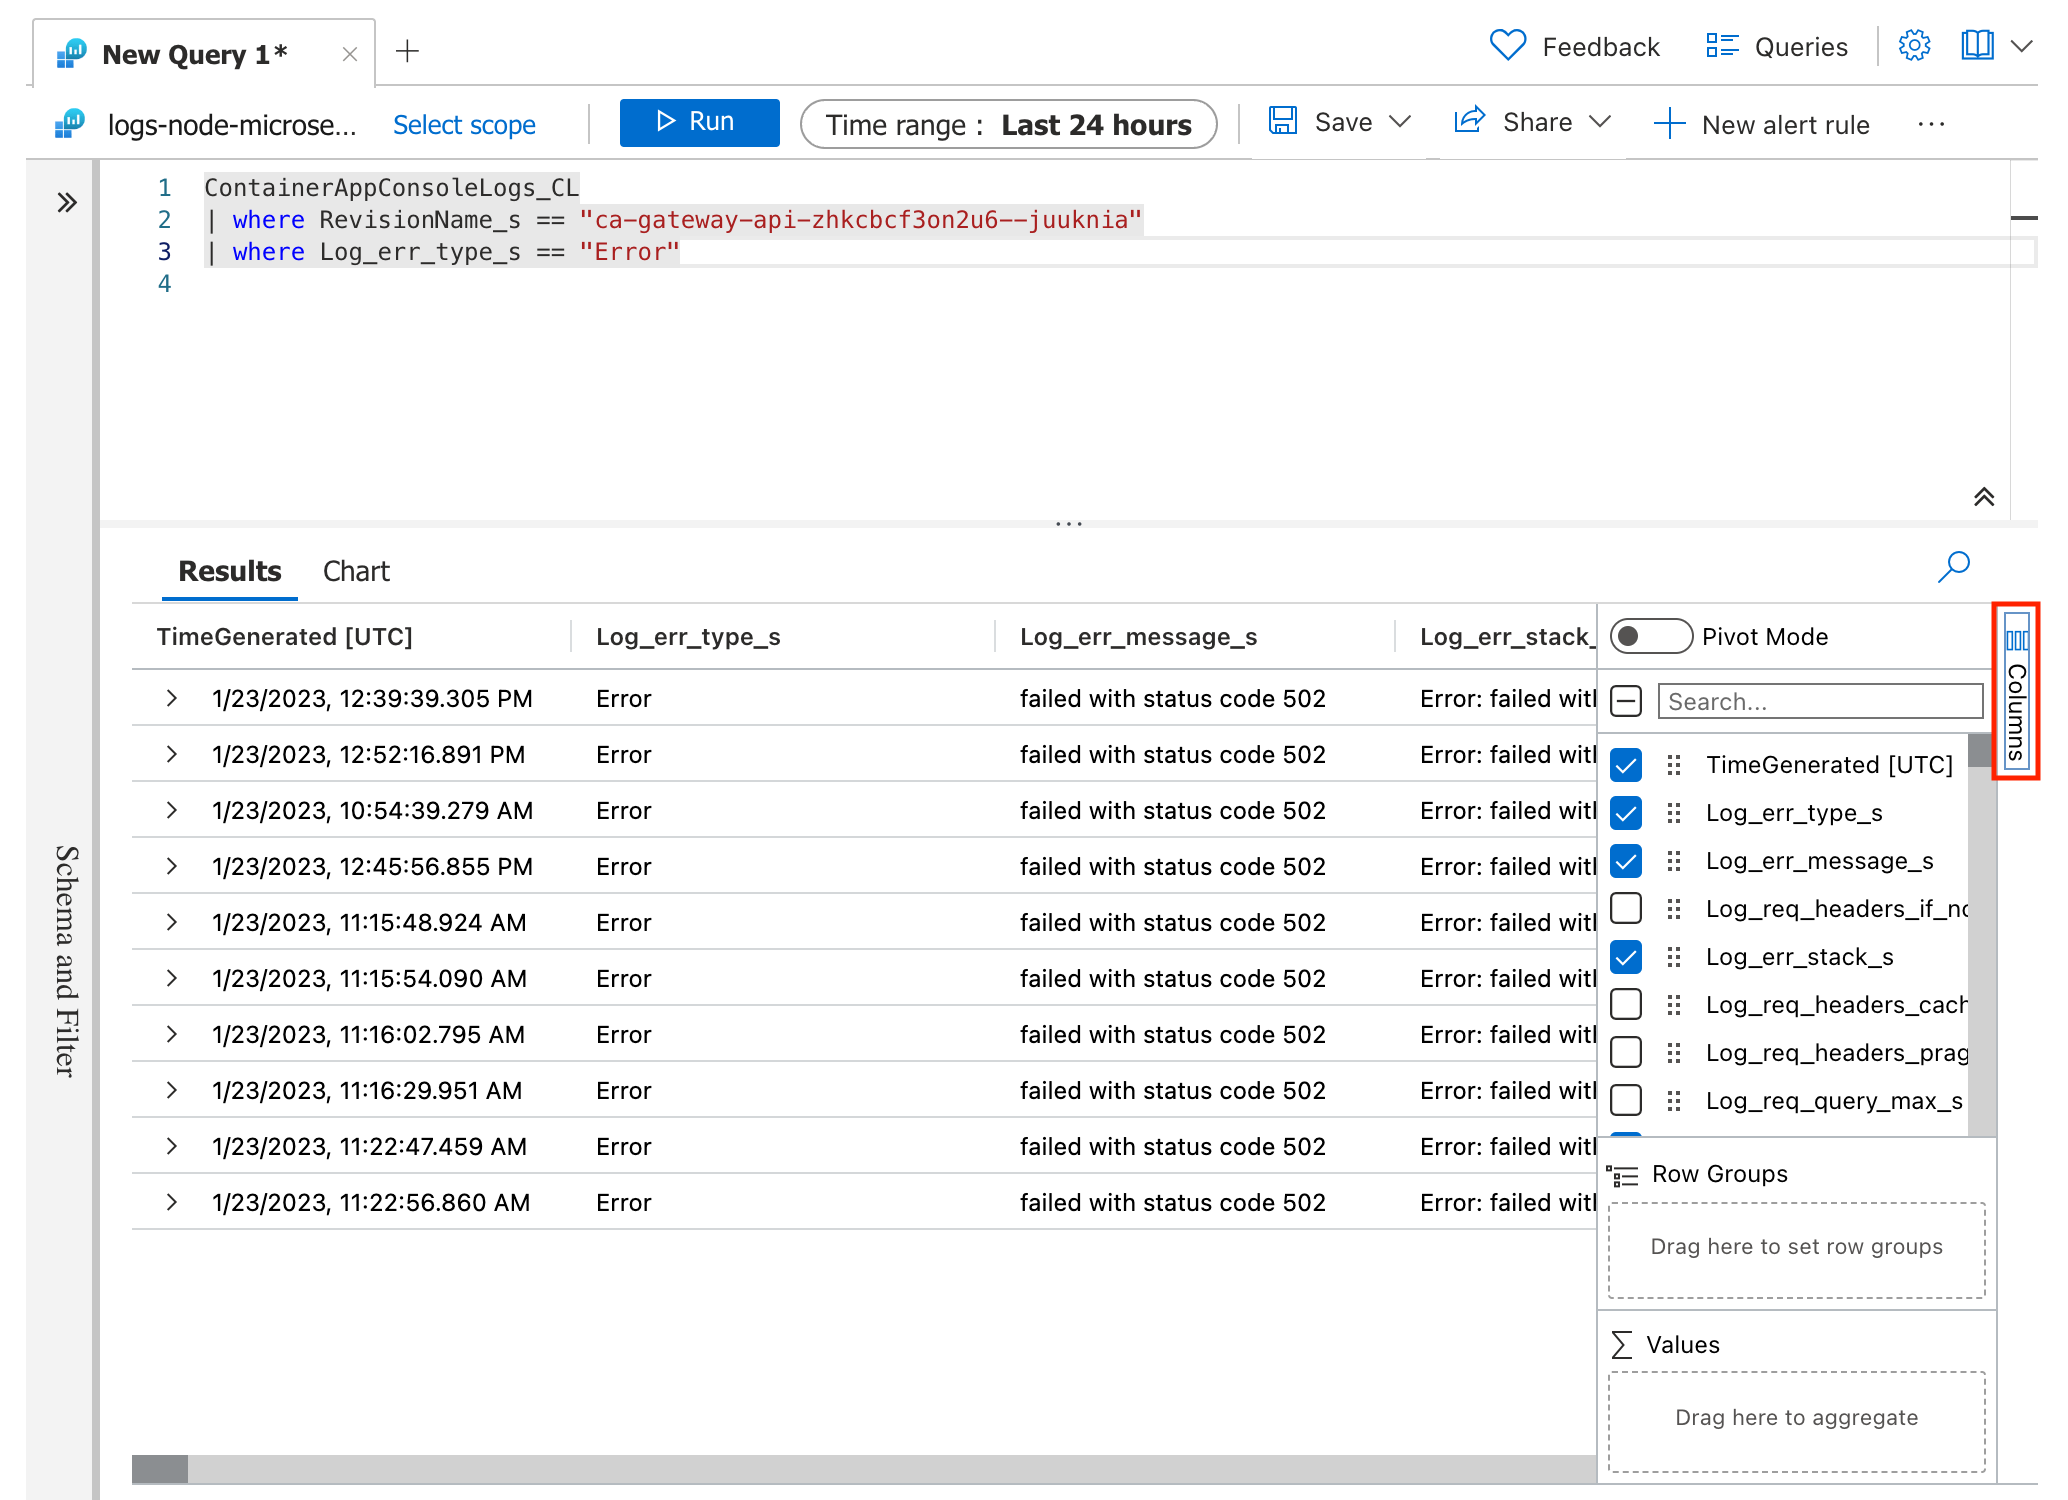 New Query 1*
Feedback
Queries
logs-node-microse...
Select scope
Run
Time range : Last 24 hours
Save
Share
New alert rule
1 ContainerAppConsoleLogs_CL
2 | where RevisionName_s == "ca-gateway-api-zhkcbcf3on2u6--juuknia"
3 | where Log_err_type_s == "Error"
4
Schema and Filter
Results
Chart
TimeGenerated [UTC] Log_err_type_s Log_err_message_s Log_err_stack_
1/23/2023, 12:39:39.305 PM Error failed with status code 502 Error: failed with
1/23/2023, 12:52:16.891 PM Error failed with status code 502 Error: failed with
1/23/2023, 10:54:39.279 AM Error failed with status code 502 Error: failed with
1/23/2023, 12:45:56.855 PM Error failed with status code 502 Error: failed with
1/23/2023, 11:15:48.924 AM Error failed with status code 502 Error: failed with
1/23/2023, 11:15:54.090 AM Error failed with status code 502 Error: failed with
1/23/2023, 11:16:02.795 AM Error failed with status code 502 Error: failed with
1/23/2023, 11:16:29.951 AM Error failed with status code 502 Error: failed with
1/23/2023, 11:22:47.459 AM Error failed with status code 502 Error: failed with
1/23/2023, 11:22:56.860 AM Error failed with status code 502 Error: failed with
Pivot Mode
Search...
TimeGenerated [UTC]
Log_err_type_s
Log_err_message_s
Log_req_headers_if_no
Log_err_stack_s
Log_req_headers_cach
Log_req_headers_prag
Log_req_query_max_s
Row Groups
Drag here to set row groups
Values
Drag here to aggregate
Columns